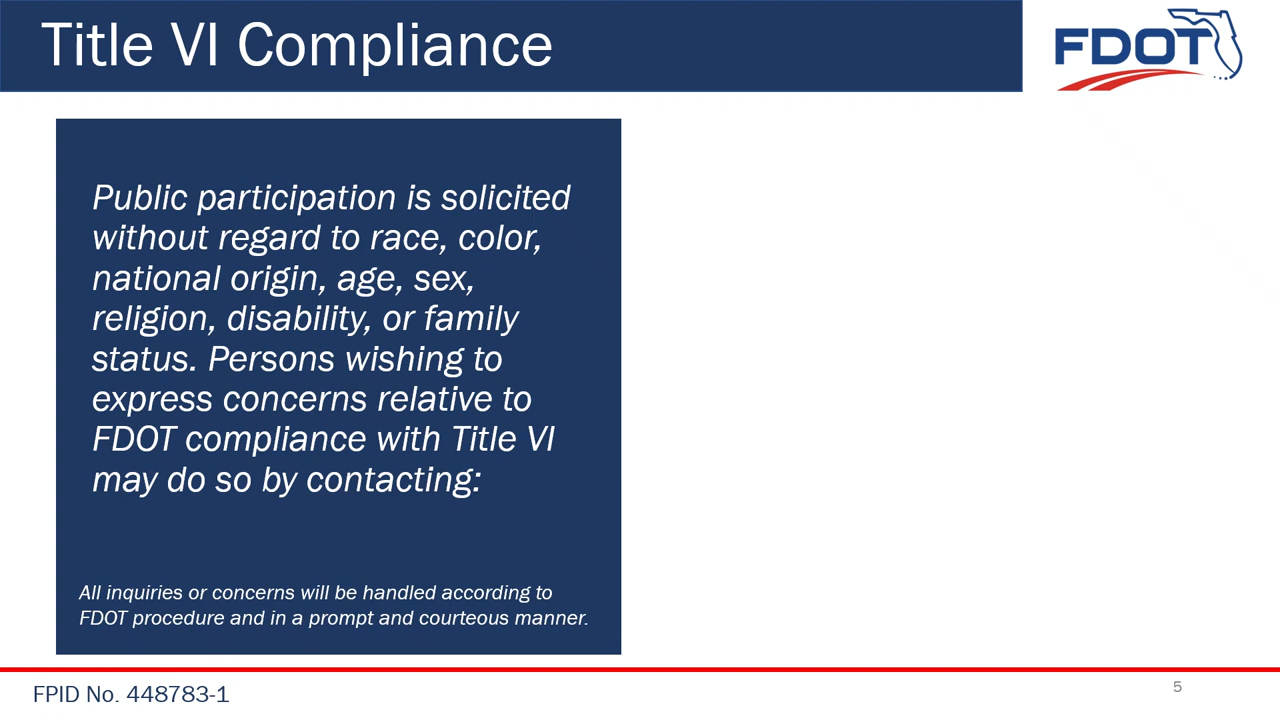 Title VI Compliance
FDOT
Public participation is solicited
without regard to race, color,
national origin, age, sex,
religion, disability, or family
status. Persons wishing to
express concerns relative to
FDOT compliance with Title VI
may do so by contacting:
All inquiries or concerns will be handled according to
FDOT procedure and in a prompt and courteous manner.
FPID No. 448783-1
5